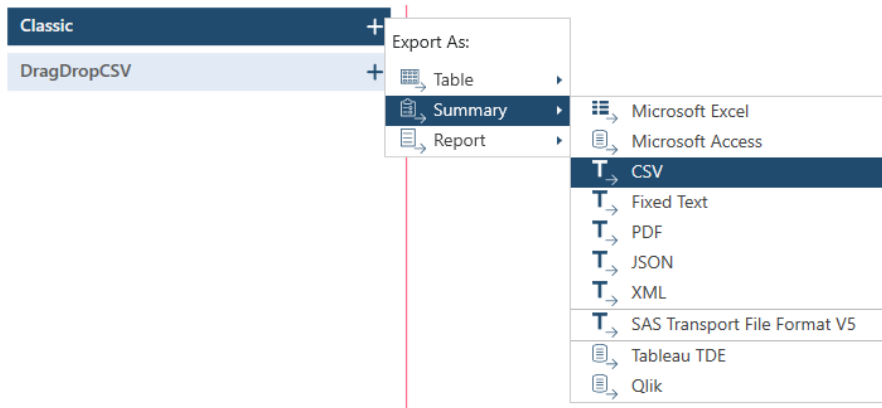 Classic
DragDropCSV
Export As:
Table
Summary
Report
Microsoft Excel
Microsoft Access
CSV
Fixed Text
PDF
JSON
XML
SAS Transport File Format V5
Tableau TDE
Qlik